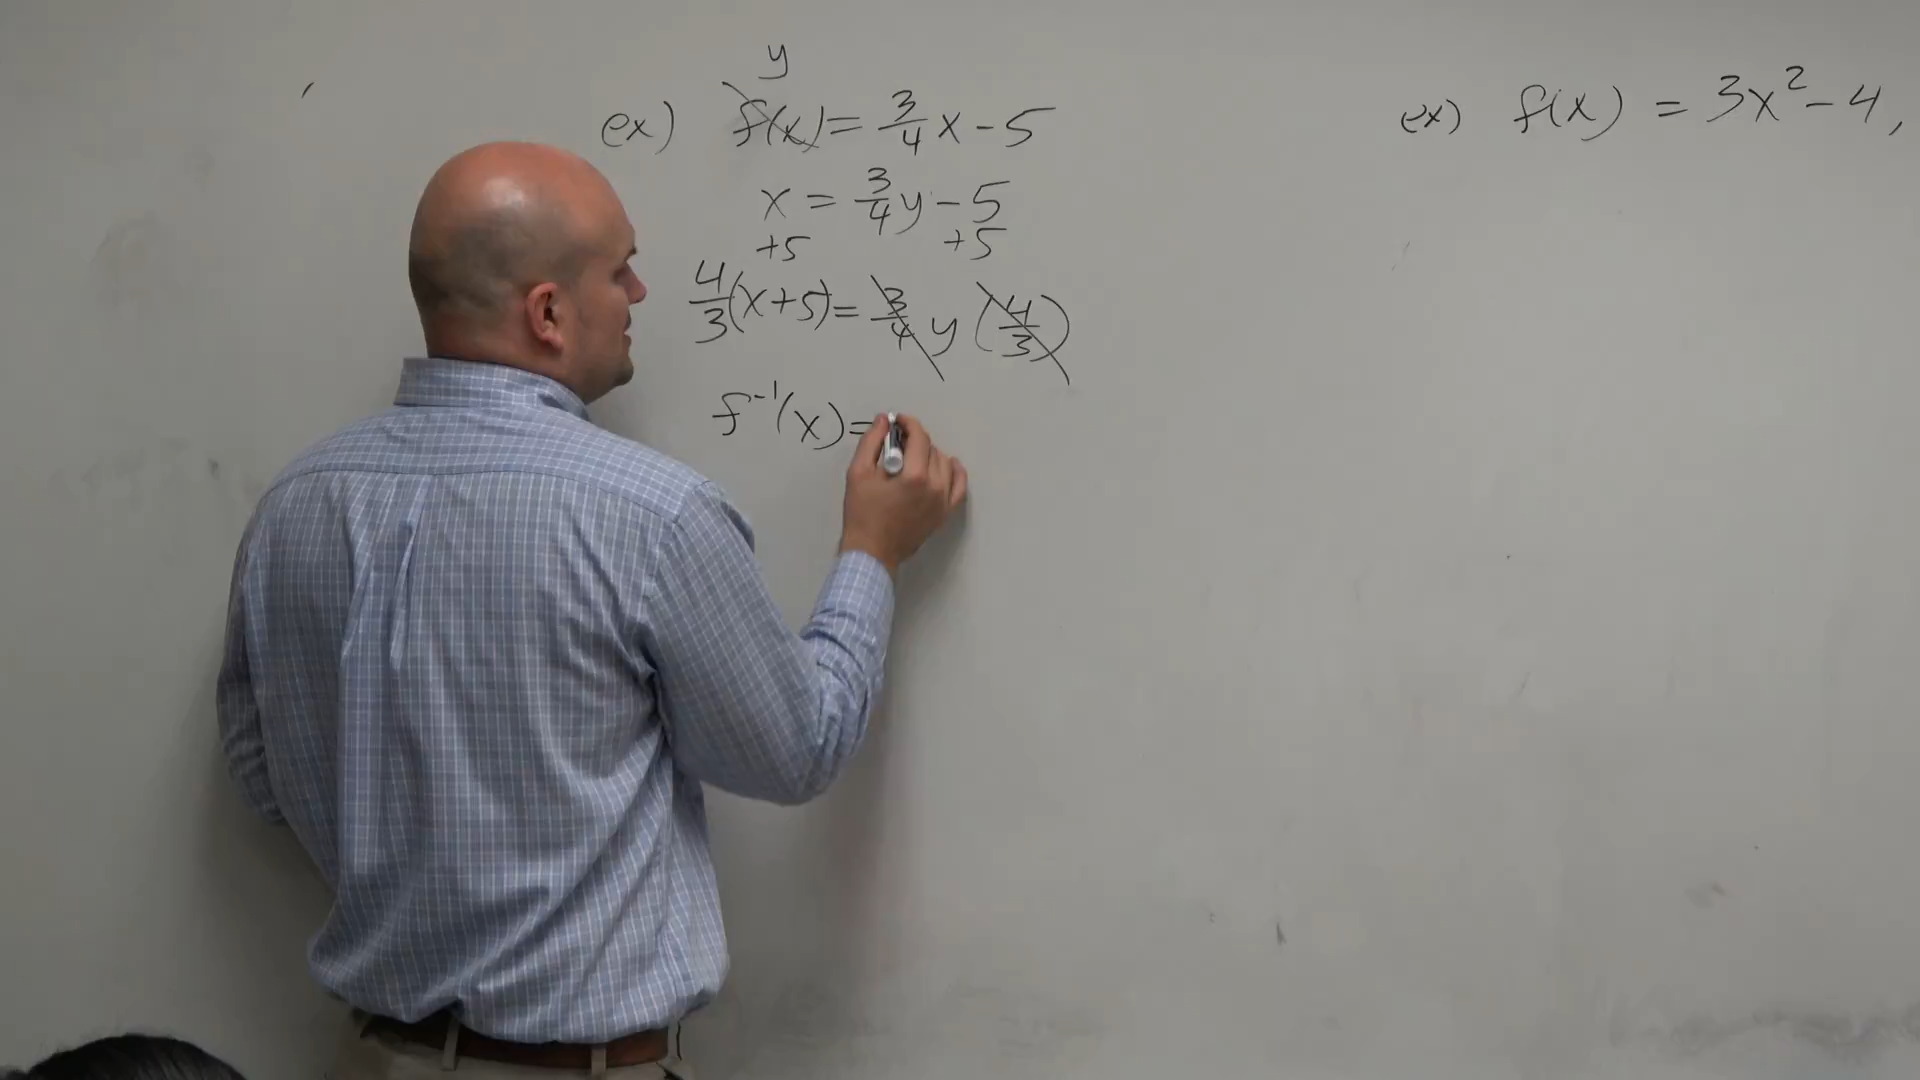 y
ex) f(x) = 3/4 x - 5
x = 3/4 y - 5
+5 +5
4/3 (x+5) = 3/4 y (4/3)
f⁻¹(x) =
ex) f(x) = 3x² - 4,